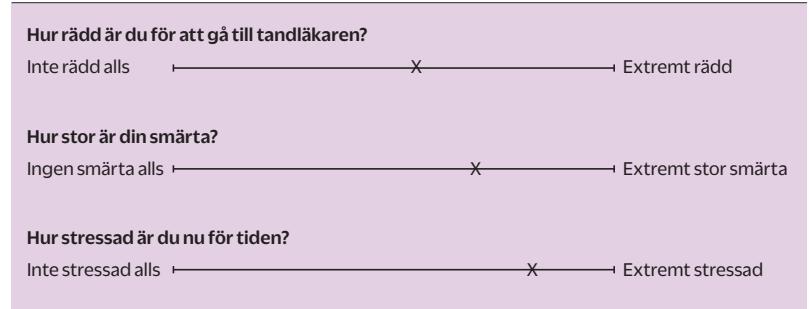 Hur rädd är du för att gå till tandläkaren?
Inte rädd alls X Extremt rädd
Hur stor är din smärta?
Ingen smärta alls X Extremt stor smärta
Hur stressad är du nu för tiden?
Inte stressad alls X Extremt stressad